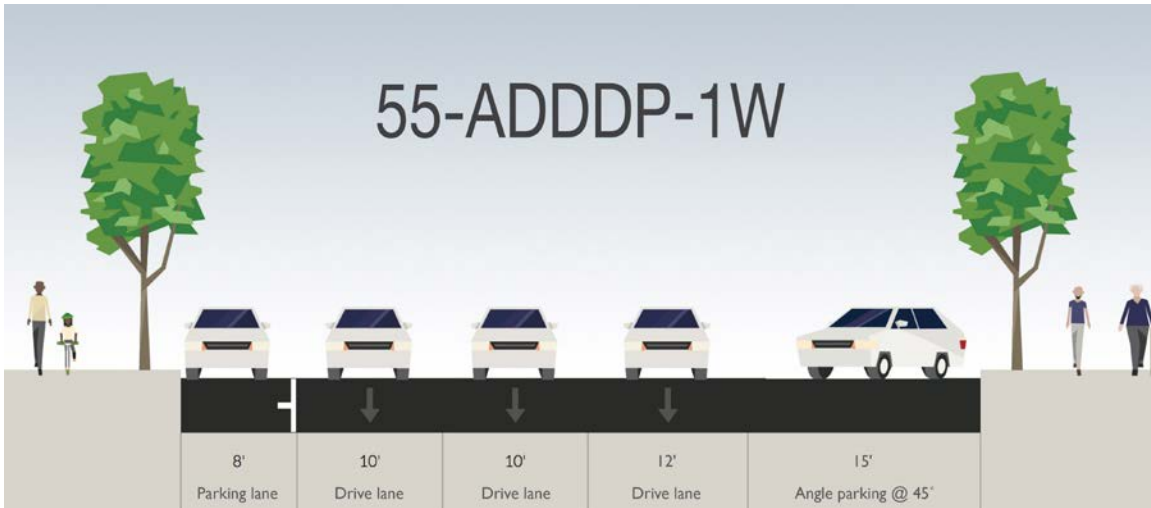 55-ADDDP-1W
8' 10' 10' 12' 15'
Parking lane Drive lane Drive lane Drive lane Angle parking @ 45°